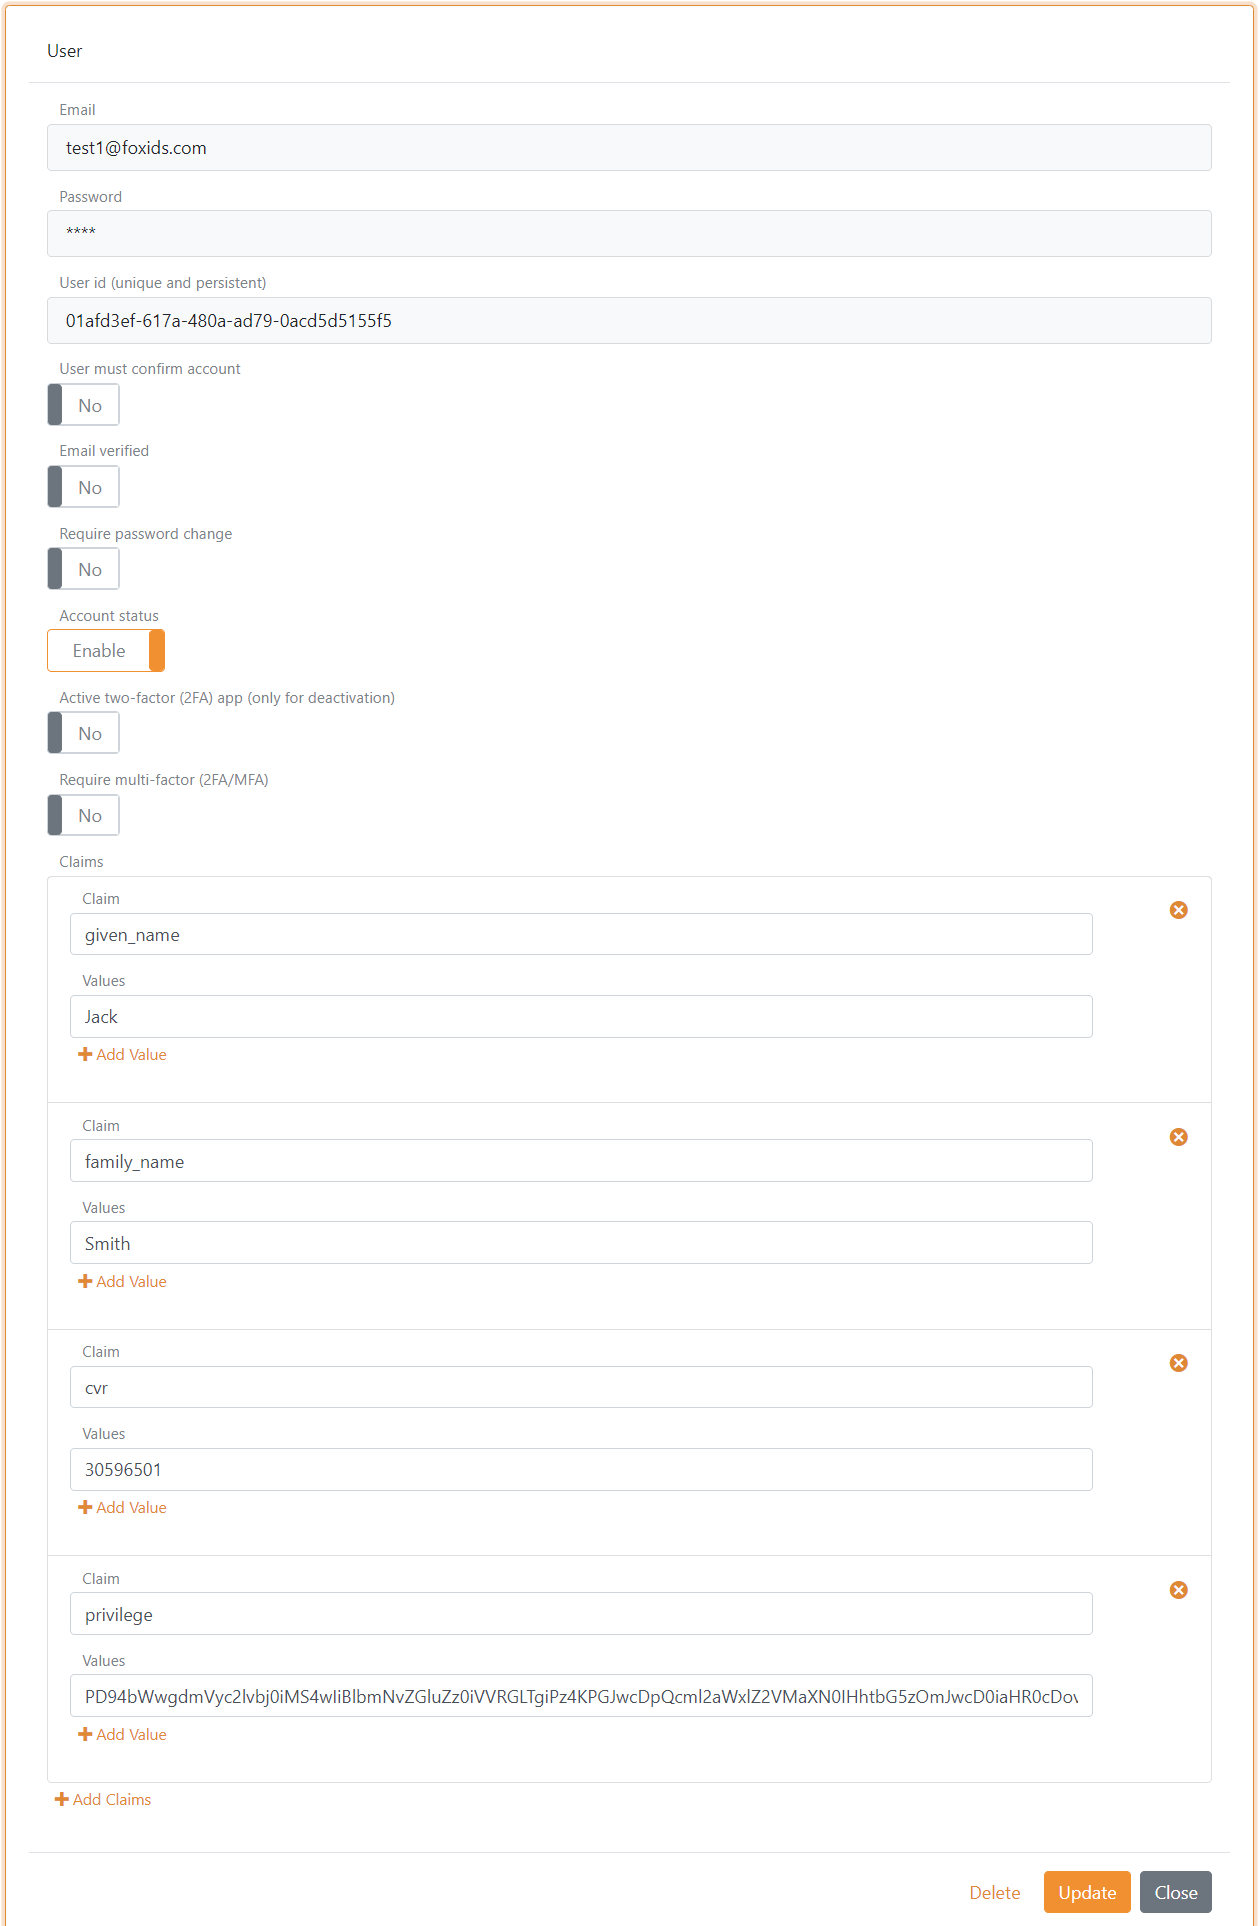 User
Email
test1@foxids.com
Password
****
User id (unique and persistent)
01afd3ef-617a-480a-ad79-0acd5d5155f5
User must confirm account
No
Email verified
No
Require password change
No
Account status
Enable
Active two-factor (2FA) app (only for deactivation)
No
Require multi-factor (2FA/MFA)
No
Claims
Claim
given_name
Values
Jack
Add Value
Claim
family_name
Values
Smith
Add Value
Claim
cvr
Values
30596501
Add Value
Claim
privilege
Values
PD94bWwgdmVyc2lvbj0iMS4wIiBlbmNvZGluZz0iVVRGLTgiPz4KPGJwcDpQcml2aWxlZ2VMaXN0IHhtbG5zOmJwcD0iaHR0cDov
Add Value
Add Claims
Delete
Update
Close